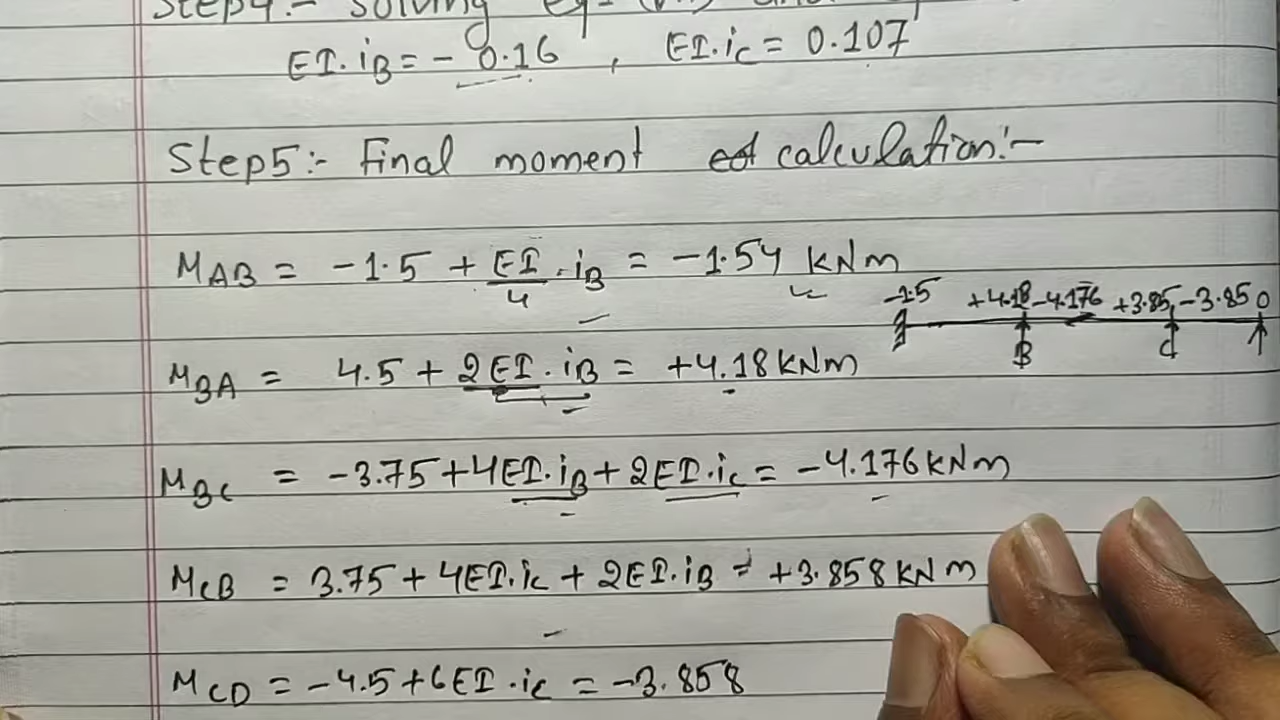 Step4:- Solving
EI.iB = - 0.16 , EI.ic = 0.107
Step5:- Final moment calculation:-
MAB = -1.5 + EI/4 .iB = -1.54 kNm
-1.5 +4.18 -4.176 +3.85 -3.85 0
B C
MBA = 4.5 + 2EI.iB = +4.18 kNm
MBC = -3.75+4EI.iB + 2EI.ic = -4.176 kNm
MCB = 3.75 + 4EI.ic + 2EI.iB = +3.858 kNm
MCD = -4.5+6EI.ic = -3.858